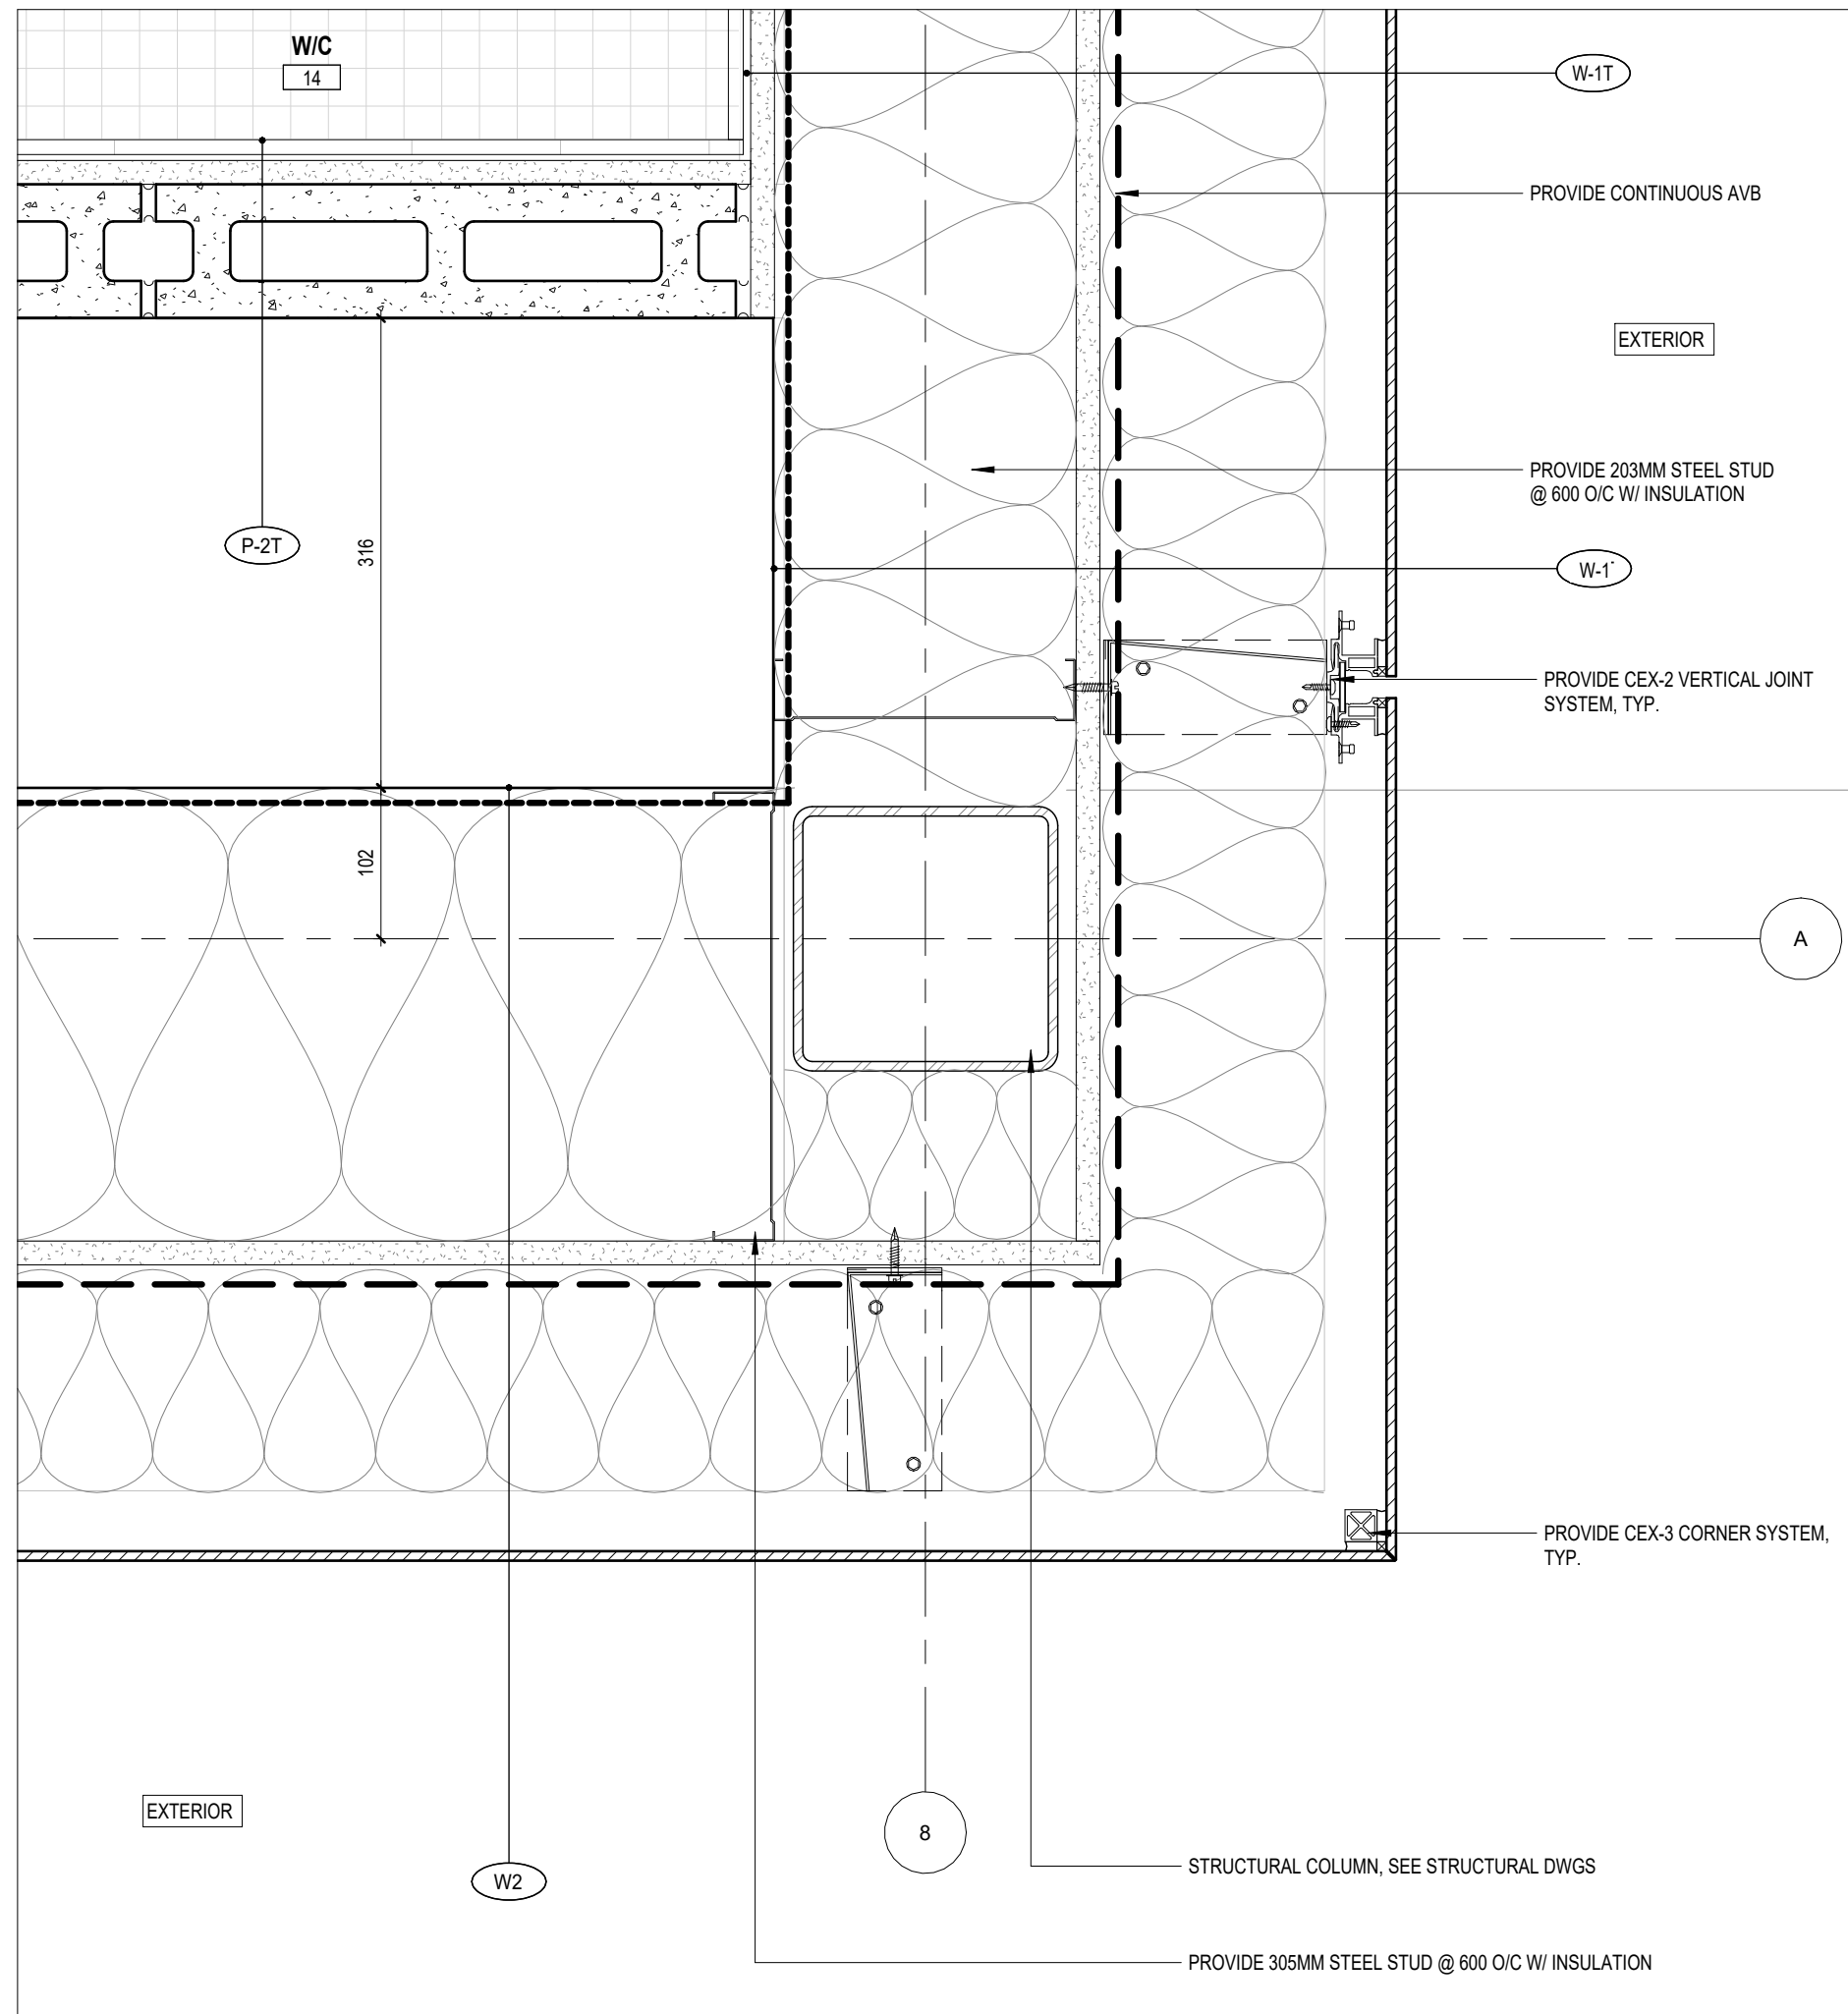 W/C
14
W-1T
PROVIDE CONTINUOUS AVB
EXTERIOR
PROVIDE 203MM STEEL STUD
@ 600 O/C W/ INSULATION
P-2T
316
W-1
PROVIDE CEX-2 VERTICAL JOINT
SYSTEM, TYP.
102
A
PROVIDE CEX-3 CORNER SYSTEM,
TYP.
EXTERIOR
8
W2
STRUCTURAL COLUMN, SEE STRUCTURAL DWGS
PROVIDE 305MM STEEL STUD @ 600 O/C W/ INSULATION